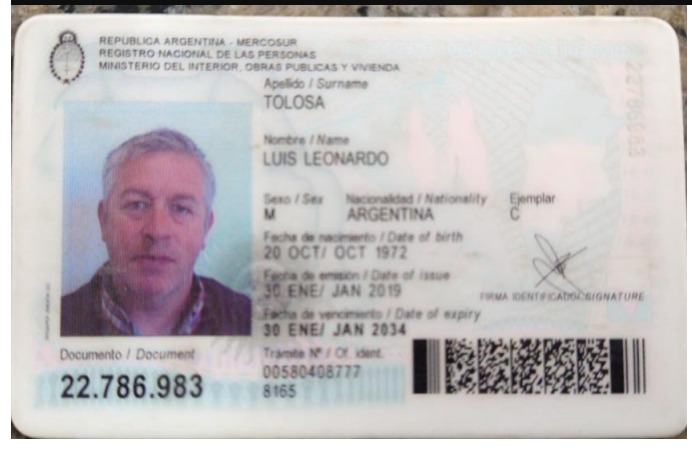 REPUBLICA ARGENTINA - MERCOSUR
REGISTRO NACIONAL DE LAS PERSONAS
MINISTERIO DEL INTERIOR, OBRAS PUBLICAS Y VIVIENDA
Apellido / Surname
TOLOSA
Nombre / Name
LUIS LEONARDO
Sexo / Sex Nacionalidad / Nationality Ejemplar
M ARGENTINA C
Fecha de nacimiento / Date of birth
20 OCT/ OCT 1972
Fecha de emisión / Date of issue
30 ENE/ JAN 2019
FIRMA IDENTIFICADO / SIGNATURE
Fecha de vencimiento / Date of expiry
30 ENE/ JAN 2034
Documento / Document
22.786.983
Trámite Nº / Of. ident.
00580408777
8165